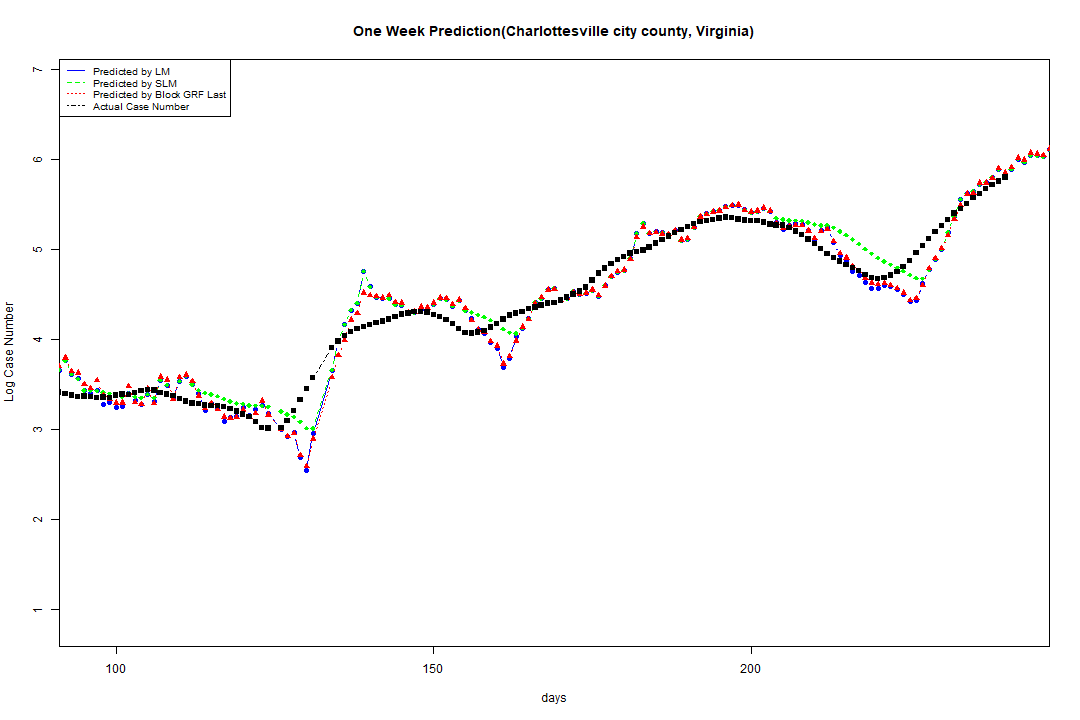 One Week Prediction(Charlottesville city county, Virginia)
7
Predicted by LM
Predicted by SLM
Predicted by Block GRF Last
Actual Case Number
6
5
4
3
2
1
Log Case Number
100 150 200
days